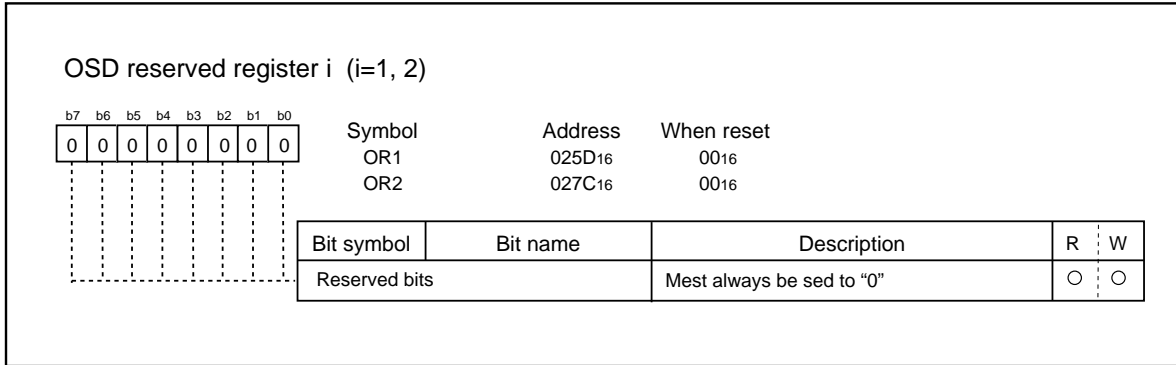 OSD reserved register i (i=1, 2)
b7 b6 b5 b4 b3 b2 b1 b0
0 0 0 0 0 0 0 0
Symbol Address When reset
OR1 025D16 0016
OR2 027C16 0016
Bit symbol Bit name Description R W
Reserved bits Mest always be sed to “0” ○ ○